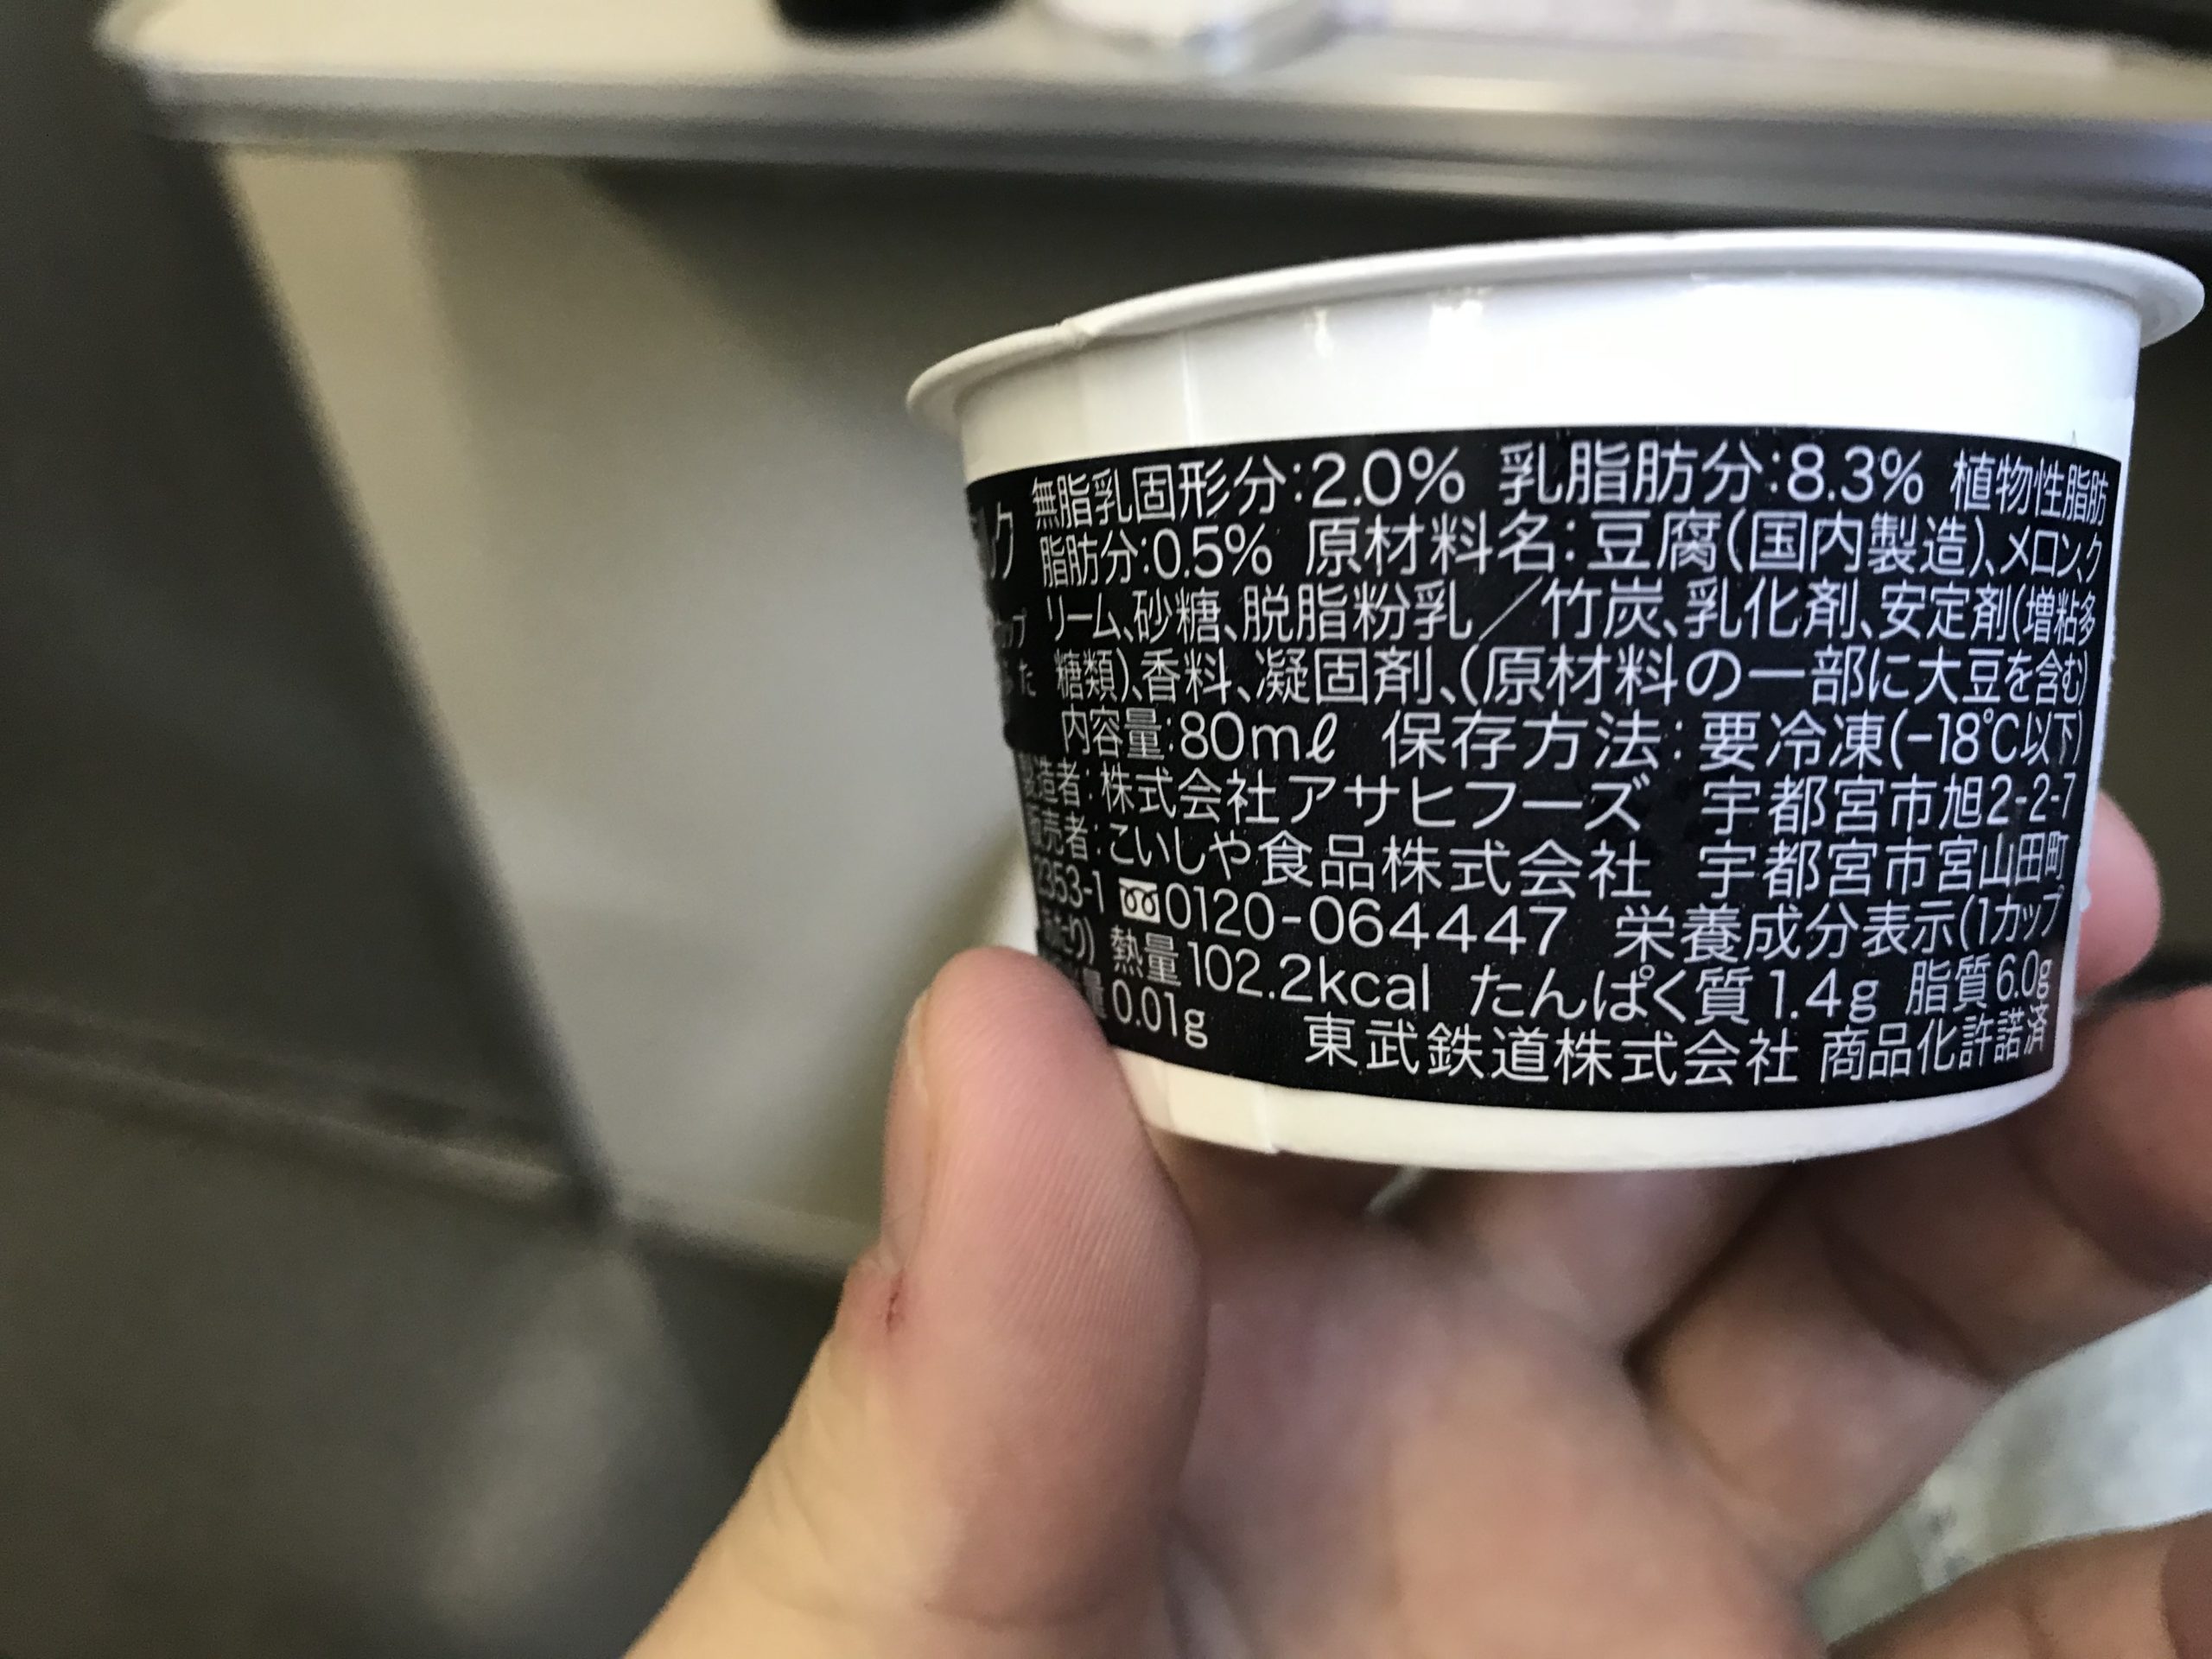 無脂乳固形分:2.0% 乳脂肪分:8.3% 植物性脂肪
脂肪分:0.5% 原材料名:豆腐(国内製造)、メロン、ク
リーム、砂糖、脱脂粉乳／竹炭、乳化剤、安定剤(増粘多
糖類)、香料、凝固剤、(原材料の一部に大豆を含む)
内容量:80mℓ 保存方法:要冷凍(-18℃以下)
製造者:株式会社アサヒフーズ 宇都宮市旭2-2-7
販売者:こいしや食品株式会社 宇都宮市宮山田町
2353-1 0120-064447 栄養成分表示(1カップ
あたり) 熱量102.2kcal たんぱく質1.4g 脂質6.0g
量0.01g 東武鉄道株式会社 商品化許諾済